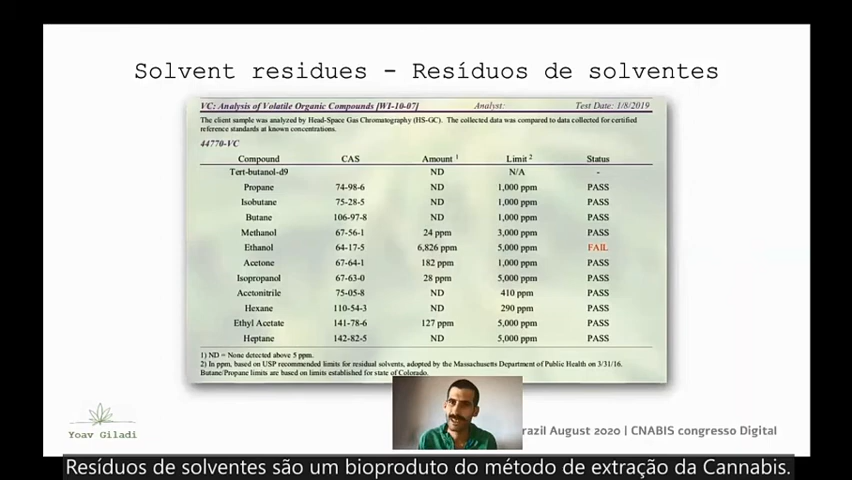 Solvent residues - Resíduos de solventes
VC: Analysis of Volatile Organic Compounds [WI-10-07] Analyst: Test Date: 1/8/2019
The client sample was analyzed by Head-Space Gas Chromatography (HS-GC). The collected data was compared to data collected for certified
reference standards at known concentrations.
44770-VC
Compound CAS Amount 1 Limit 2 Status
Tert-butanol-d9 ND N/A -
Propane 74-98-6 ND 1,000 ppm PASS
Isobutane 75-28-5 ND 1,000 ppm PASS
Butane 106-97-8 ND 1,000 ppm PASS
Methanol 67-56-1 24 ppm 3,000 ppm PASS
Ethanol 64-17-5 6,826 ppm 5,000 ppm FAIL
Acetone 67-64-1 182 ppm 1,000 ppm PASS
Isopropanol 67-63-0 28 ppm 5,000 ppm PASS
Acetonitrile 75-05-8 ND 410 ppm PASS
Hexane 110-54-3 ND 290 ppm PASS
Ethyl Acetate 141-78-6 127 ppm 5,000 ppm PASS
Heptane 142-82-5 ND 5,000 ppm PASS
1) ND = None detected above 5 ppm.
2) In ppm, based on USP recommended limits for residual solvents, adopted by the Massachusetts Department of Public Health on 3/31/16.
Butane/Propane limits are based on limits established for state of Colorado.
Yoav Giladi
razil August 2020 | CNABIS congresso Digital
Resíduos de solventes são um bioproduto do método de extração da Cannabis.